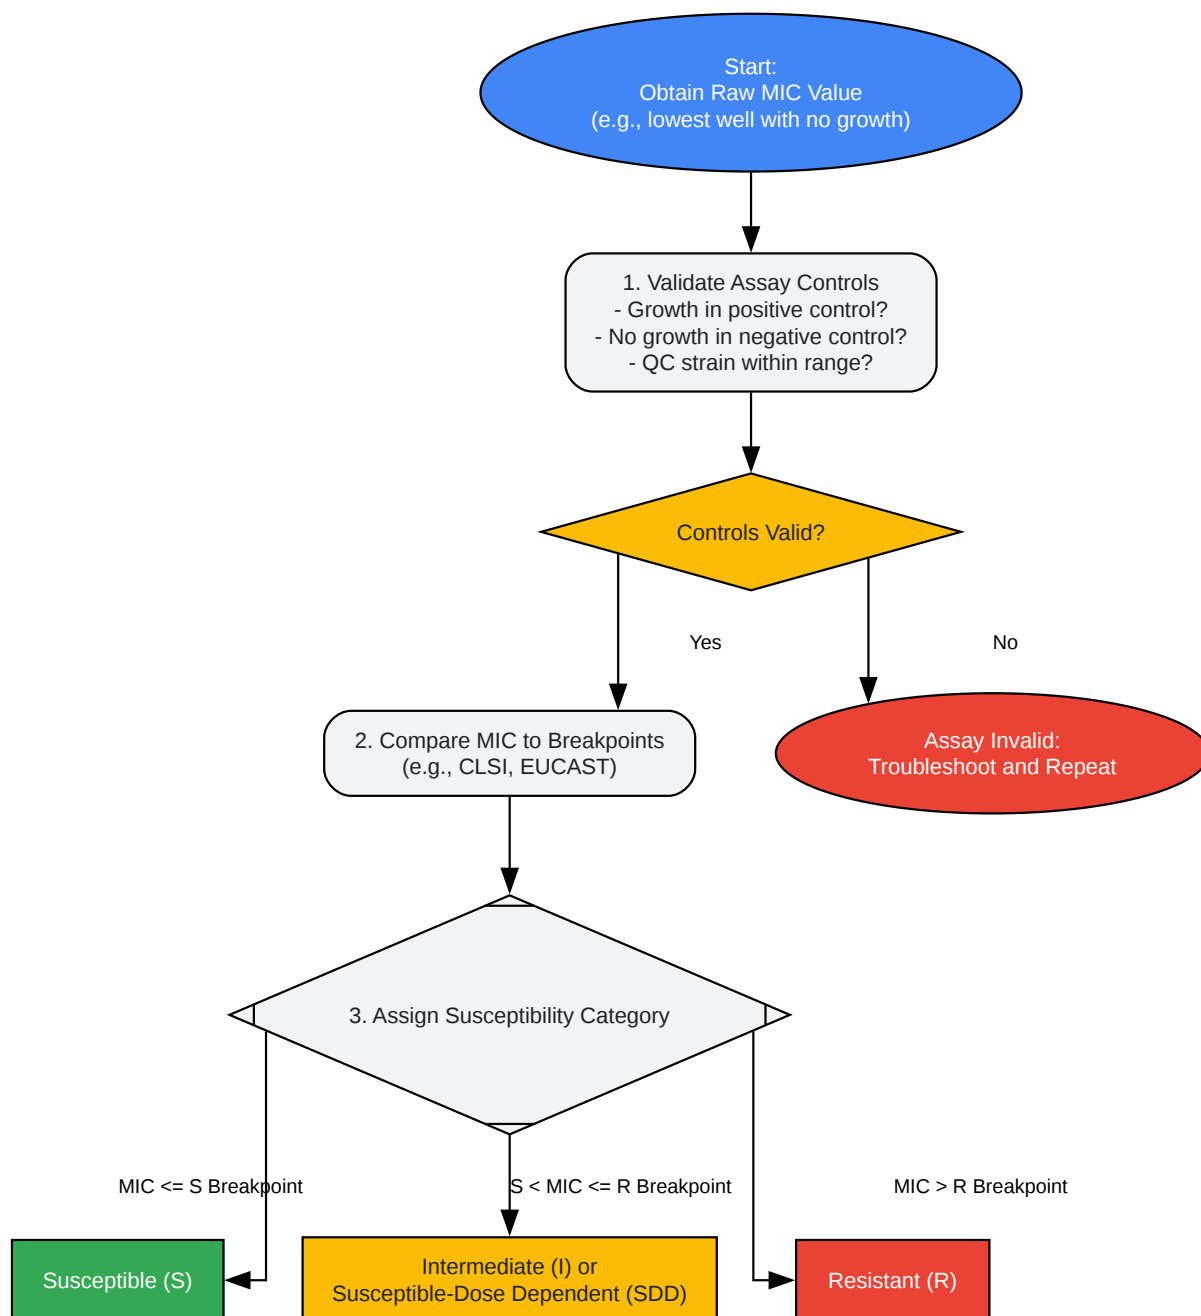 Start:
Obtain Raw MIC Value
(e.g., lowest well with no growth)
1. Validate Assay Controls
- Growth in positive control?
- No growth in negative control?
- QC strain within range?
Controls Valid?
Yes
No
2. Compare MIC to Breakpoints
(e.g., CLSI, EUCAST)
Assay Invalid:
Troubleshoot and Repeat
3. Assign Susceptibility Category
MIC <= S Breakpoint
S < MIC <= R Breakpoint
MIC > R Breakpoint
Susceptible (S)
Intermediate (I) or
Susceptible-Dose Dependent (SDD)
Resistant (R)